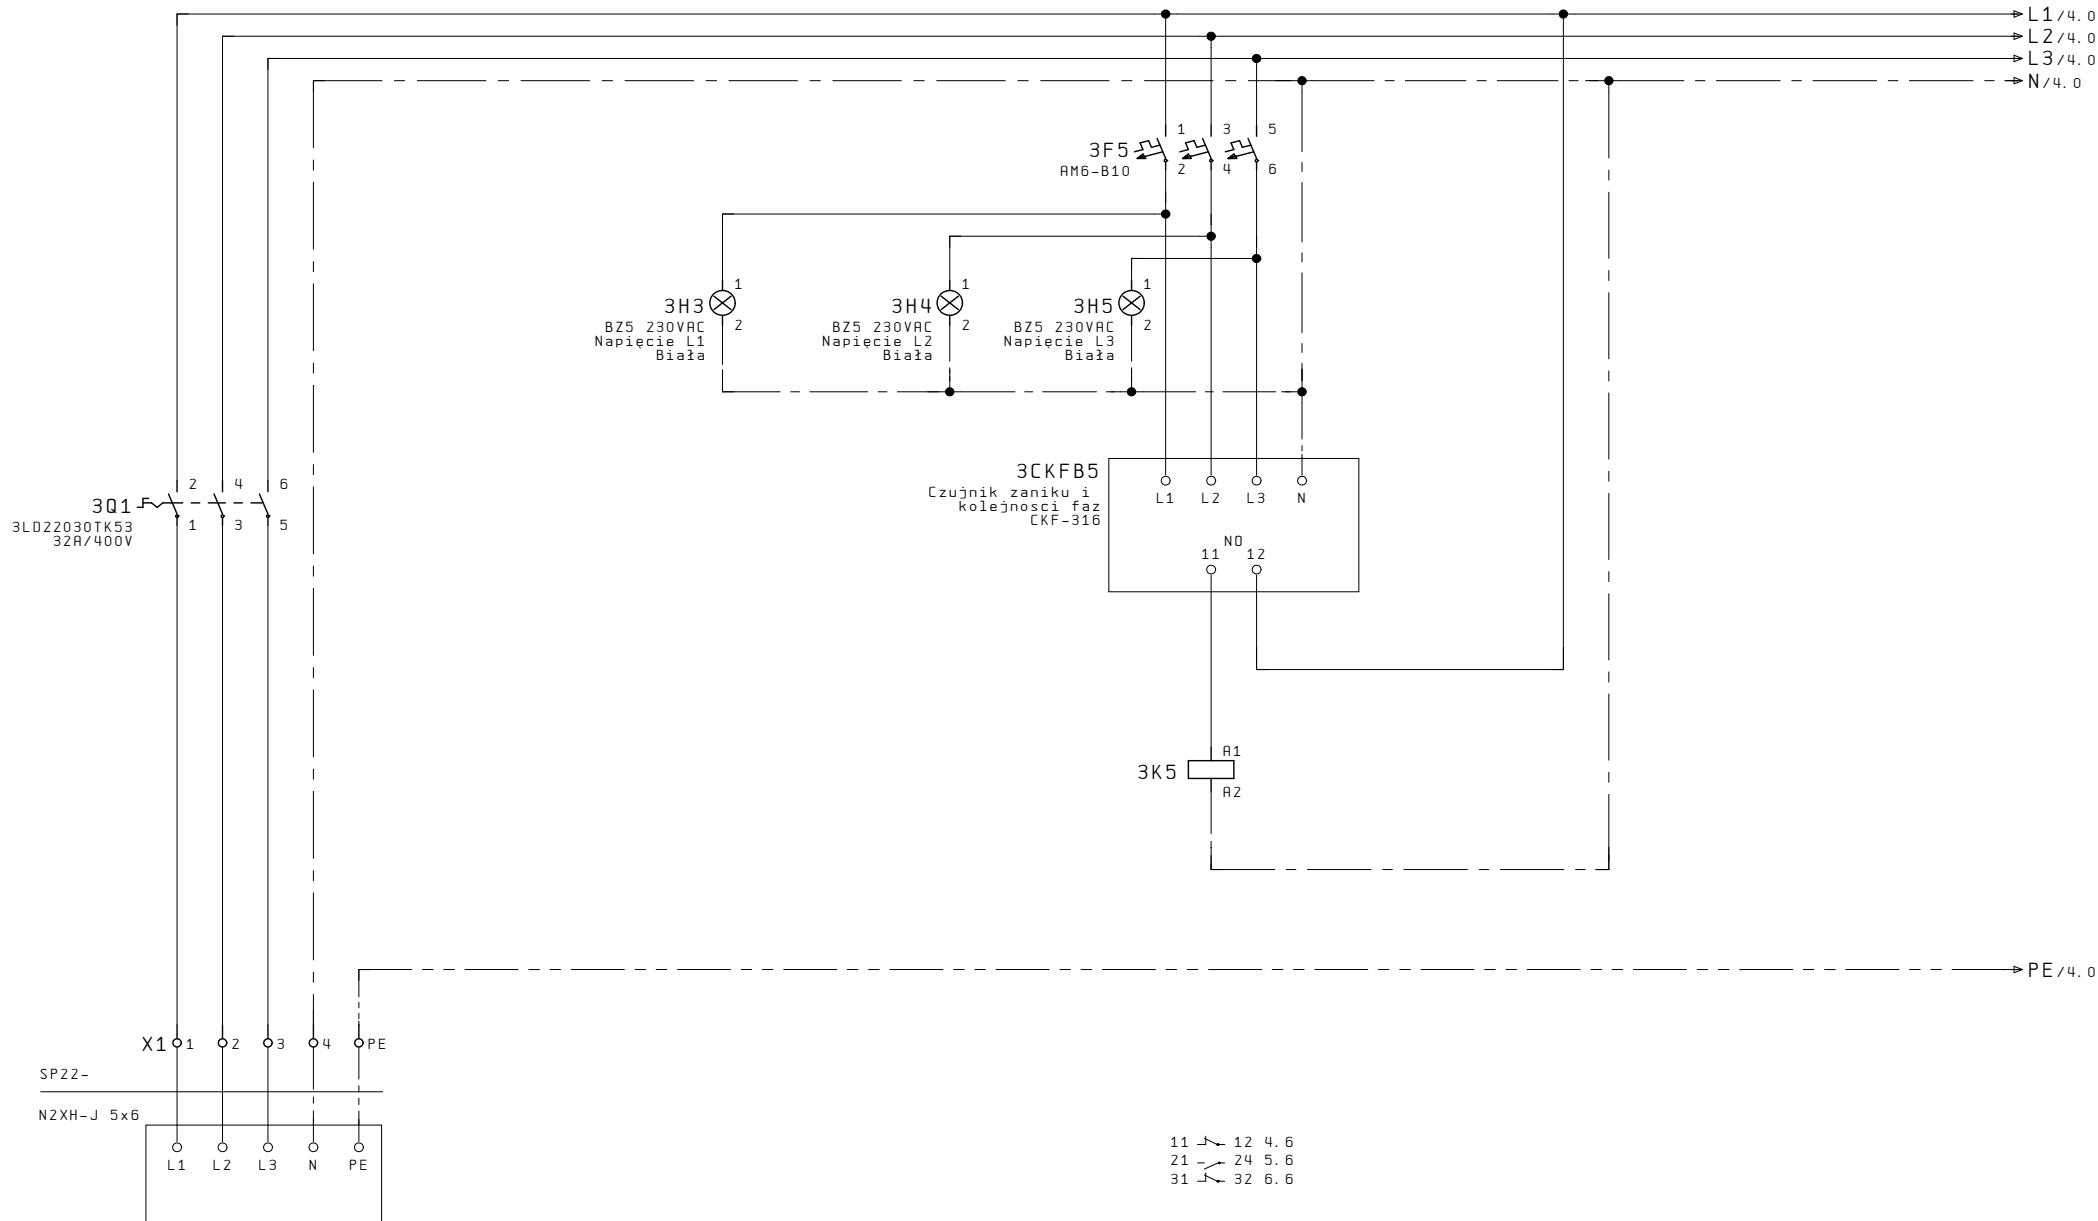 L1/4.0
L2/4.0
L3/4.0
N/4.0
1 3 5
3F5
AM6-B10
2 4 6
1 1 1
3H3 3H4 3H5
2 2 2
BZ5 230VAC BZ5 230VAC BZ5 230VAC
Napięcie L1 Napięcie L2 Napięcie L3
Biała Biała Biała
3CKFB5
Czujnik zaniku i
kolejnosci faz
CKF-316
L1 L2 L3 N
NO
11 12
2 4 6
3Q1
1 3 5
3LD22030TK53
32A/400V
A1
3K5
A2
PE/4.0
X1 1 2 3 4 PE
SP22-
N2XH-J 5x6
L1 L2 L3 N PE
11 12 4.6
21 24 5.6
31 32 6.6